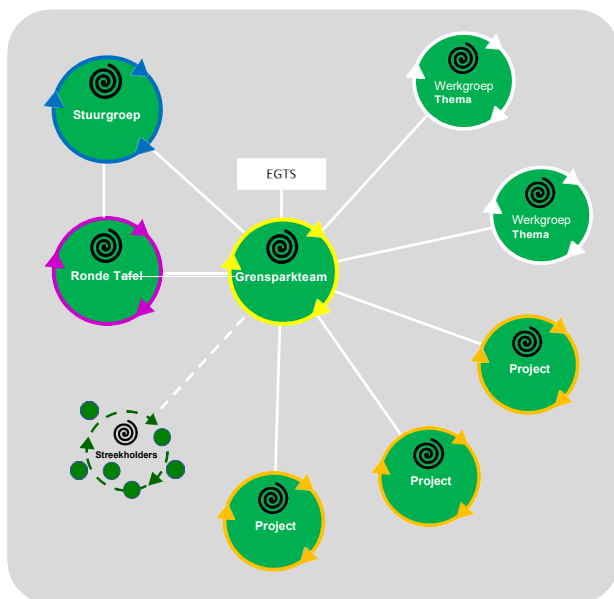 Stuurgroep
Werkgroep
Thema
EGTS
Werkgroep
Thema
Ronde Tafel
Grensparkteam
Project
Streekholders
Project
Project